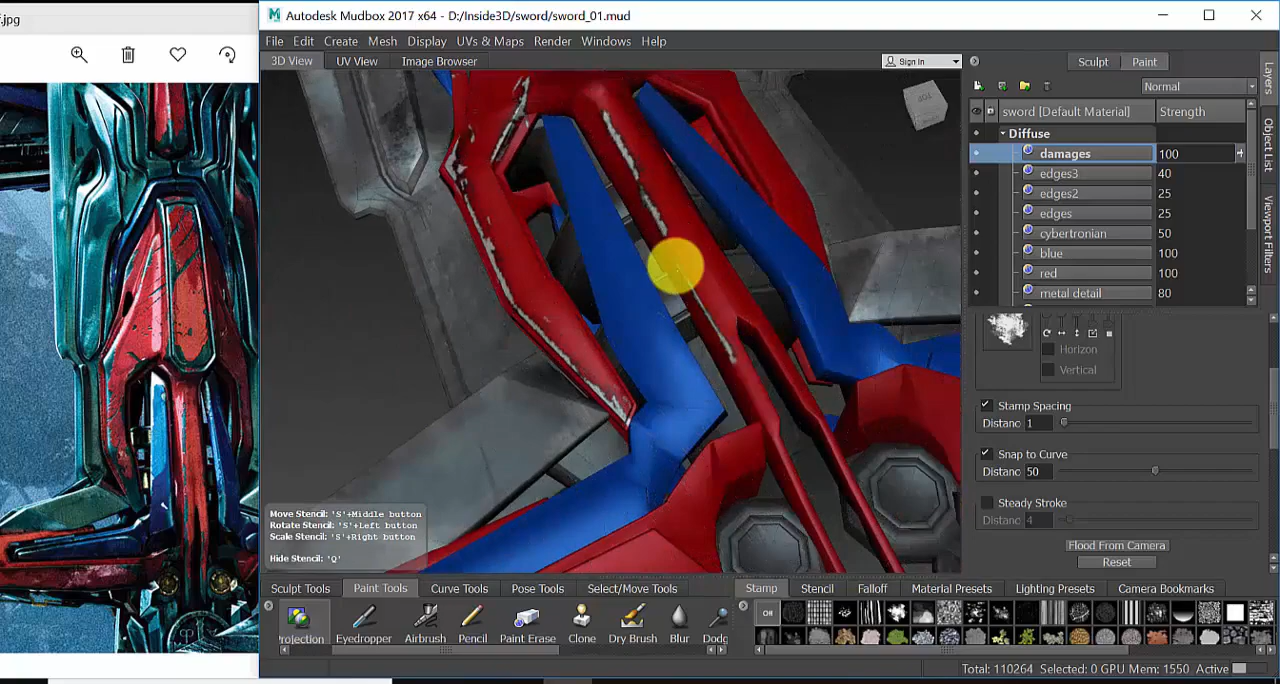 .jpg
Autodesk Mudbox 2017 x64 - D:/Inside3D/sword/sword_01.mud
File Edit Create Mesh Display UVs & Maps Render Windows Help
3D View UV View Image Browser
Sign In
Sculpt Paint
Normal
sword [Default Material] Strength
Diffuse
damages 100
edges3 40
edges2 25
edges 25
cybertronian 50
blue 100
red 100
metal detail 80
Layers
Object List
Viewport Filters
Horizon
Vertical
Stamp Spacing
Distanc 1
Snap to Curve
Distanc 50
Steady Stroke
Distanc 4
Flood From Camera
Reset
Move Stencil: 'S'+Middle button
Rotate Stencil: 'S'+Left button
Scale Stencil: 'S'+Right button
Hide Stencil: 'Q'
Sculpt Tools Paint Tools Curve Tools Pose Tools Select/Move Tools
Stamp Stencil Falloff Material Presets Lighting Presets Camera Bookmarks
Projection Eyedropper Airbrush Pencil Paint Erase Clone Dry Brush Blur Dodg
Off
Total: 110264 Selected: 0 GPU Mem: 1550 Active